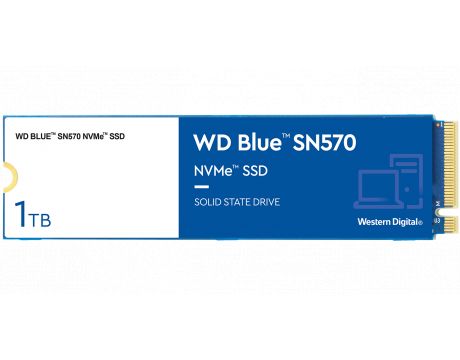 WD BLUE™ SN570 NVMe™ SSD
1TB
WD Blue™ SN570
NVMe™ SSD
SOLID STATE DRIVE
Western Digital®